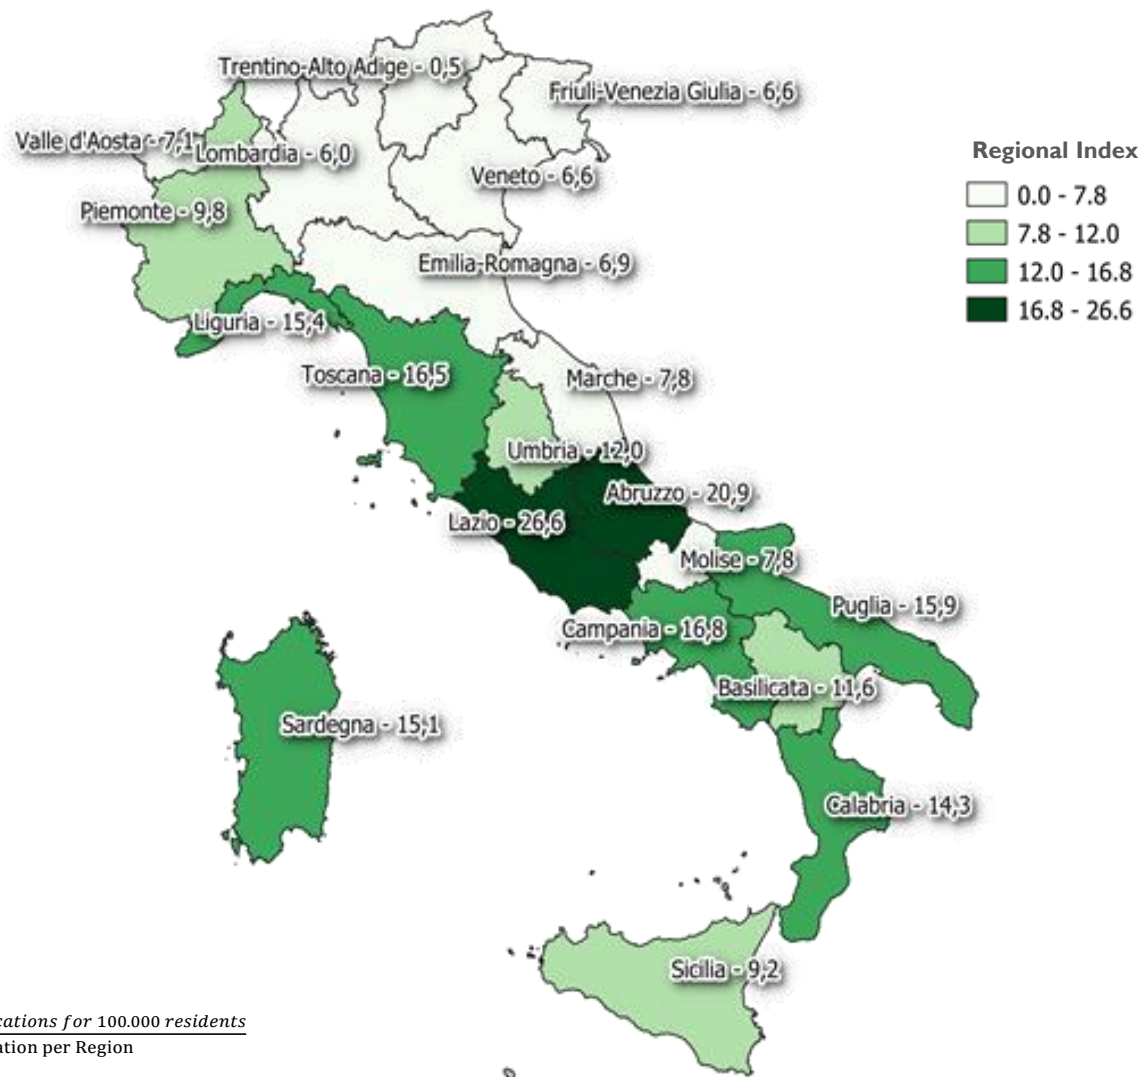 Trentino-Alto Adige - 0,5
Friuli-Venezia Giulia - 6,6
Valle d'Aosta - 7,1
Lombardia - 6,0
Veneto - 6,6
Piemonte - 9,8
Emilia-Romagna - 6,9
Liguria - 15,4
Toscana - 16,5
Marche - 7,8
Umbria - 12,0
Abruzzo - 20,9
Lazio - 26,6
Molise - 7,8
Puglia - 15,9
Campania - 16,8
Basilicata - 11,6
Sardegna - 15,1
Calabria - 14,3
Sicilia - 9,2
Regional Index
0.0 - 7.8
7.8 - 12.0
12.0 - 16.8
16.8 - 26.6
cations for 100.000 residents
ation per Region